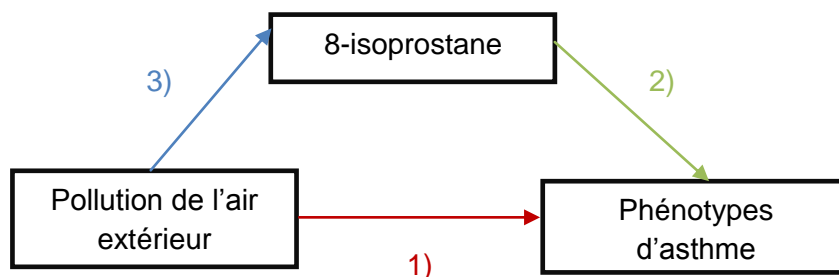 8-isoprostane
3)
2)
Pollution de l'air
extérieur
Phénotypes
d'asthme
1)